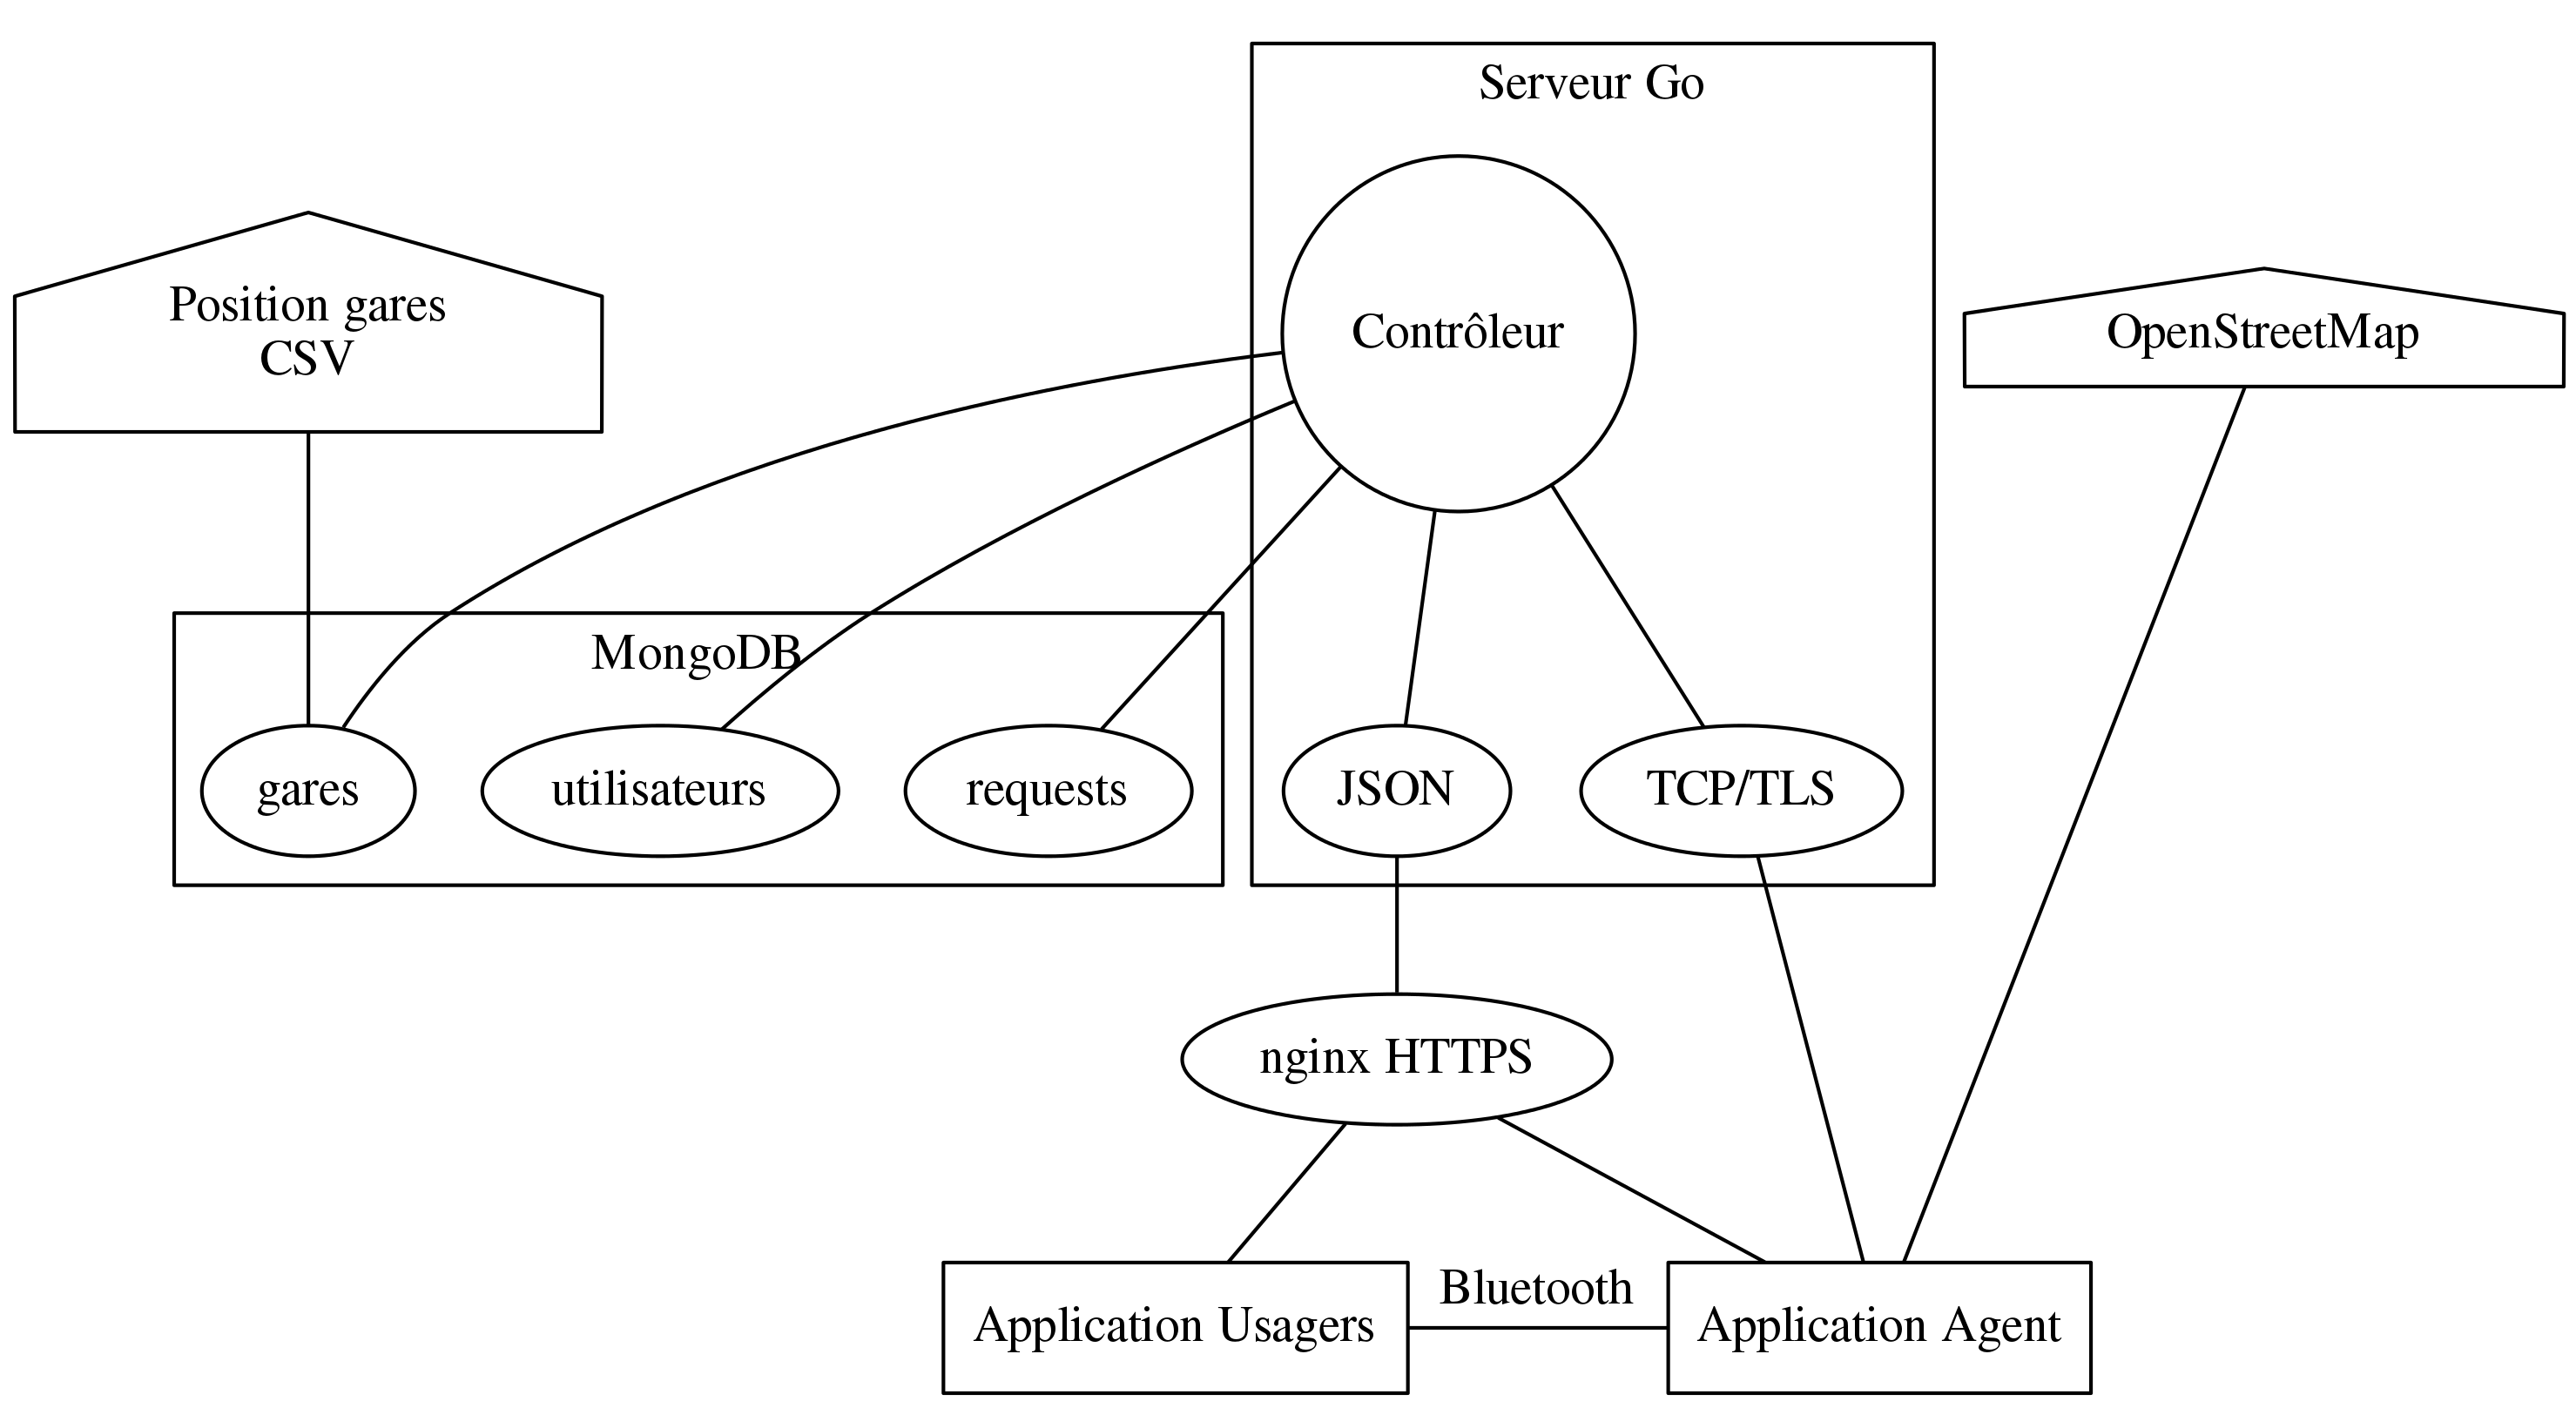 Serveur Go
Contrôleur
Position gares
CSV
OpenStreetMap
MongoDB
gares
utilisateurs
requests
JSON
TCP/TLS
nginx HTTPS
Bluetooth
Application Usagers
Application Agent